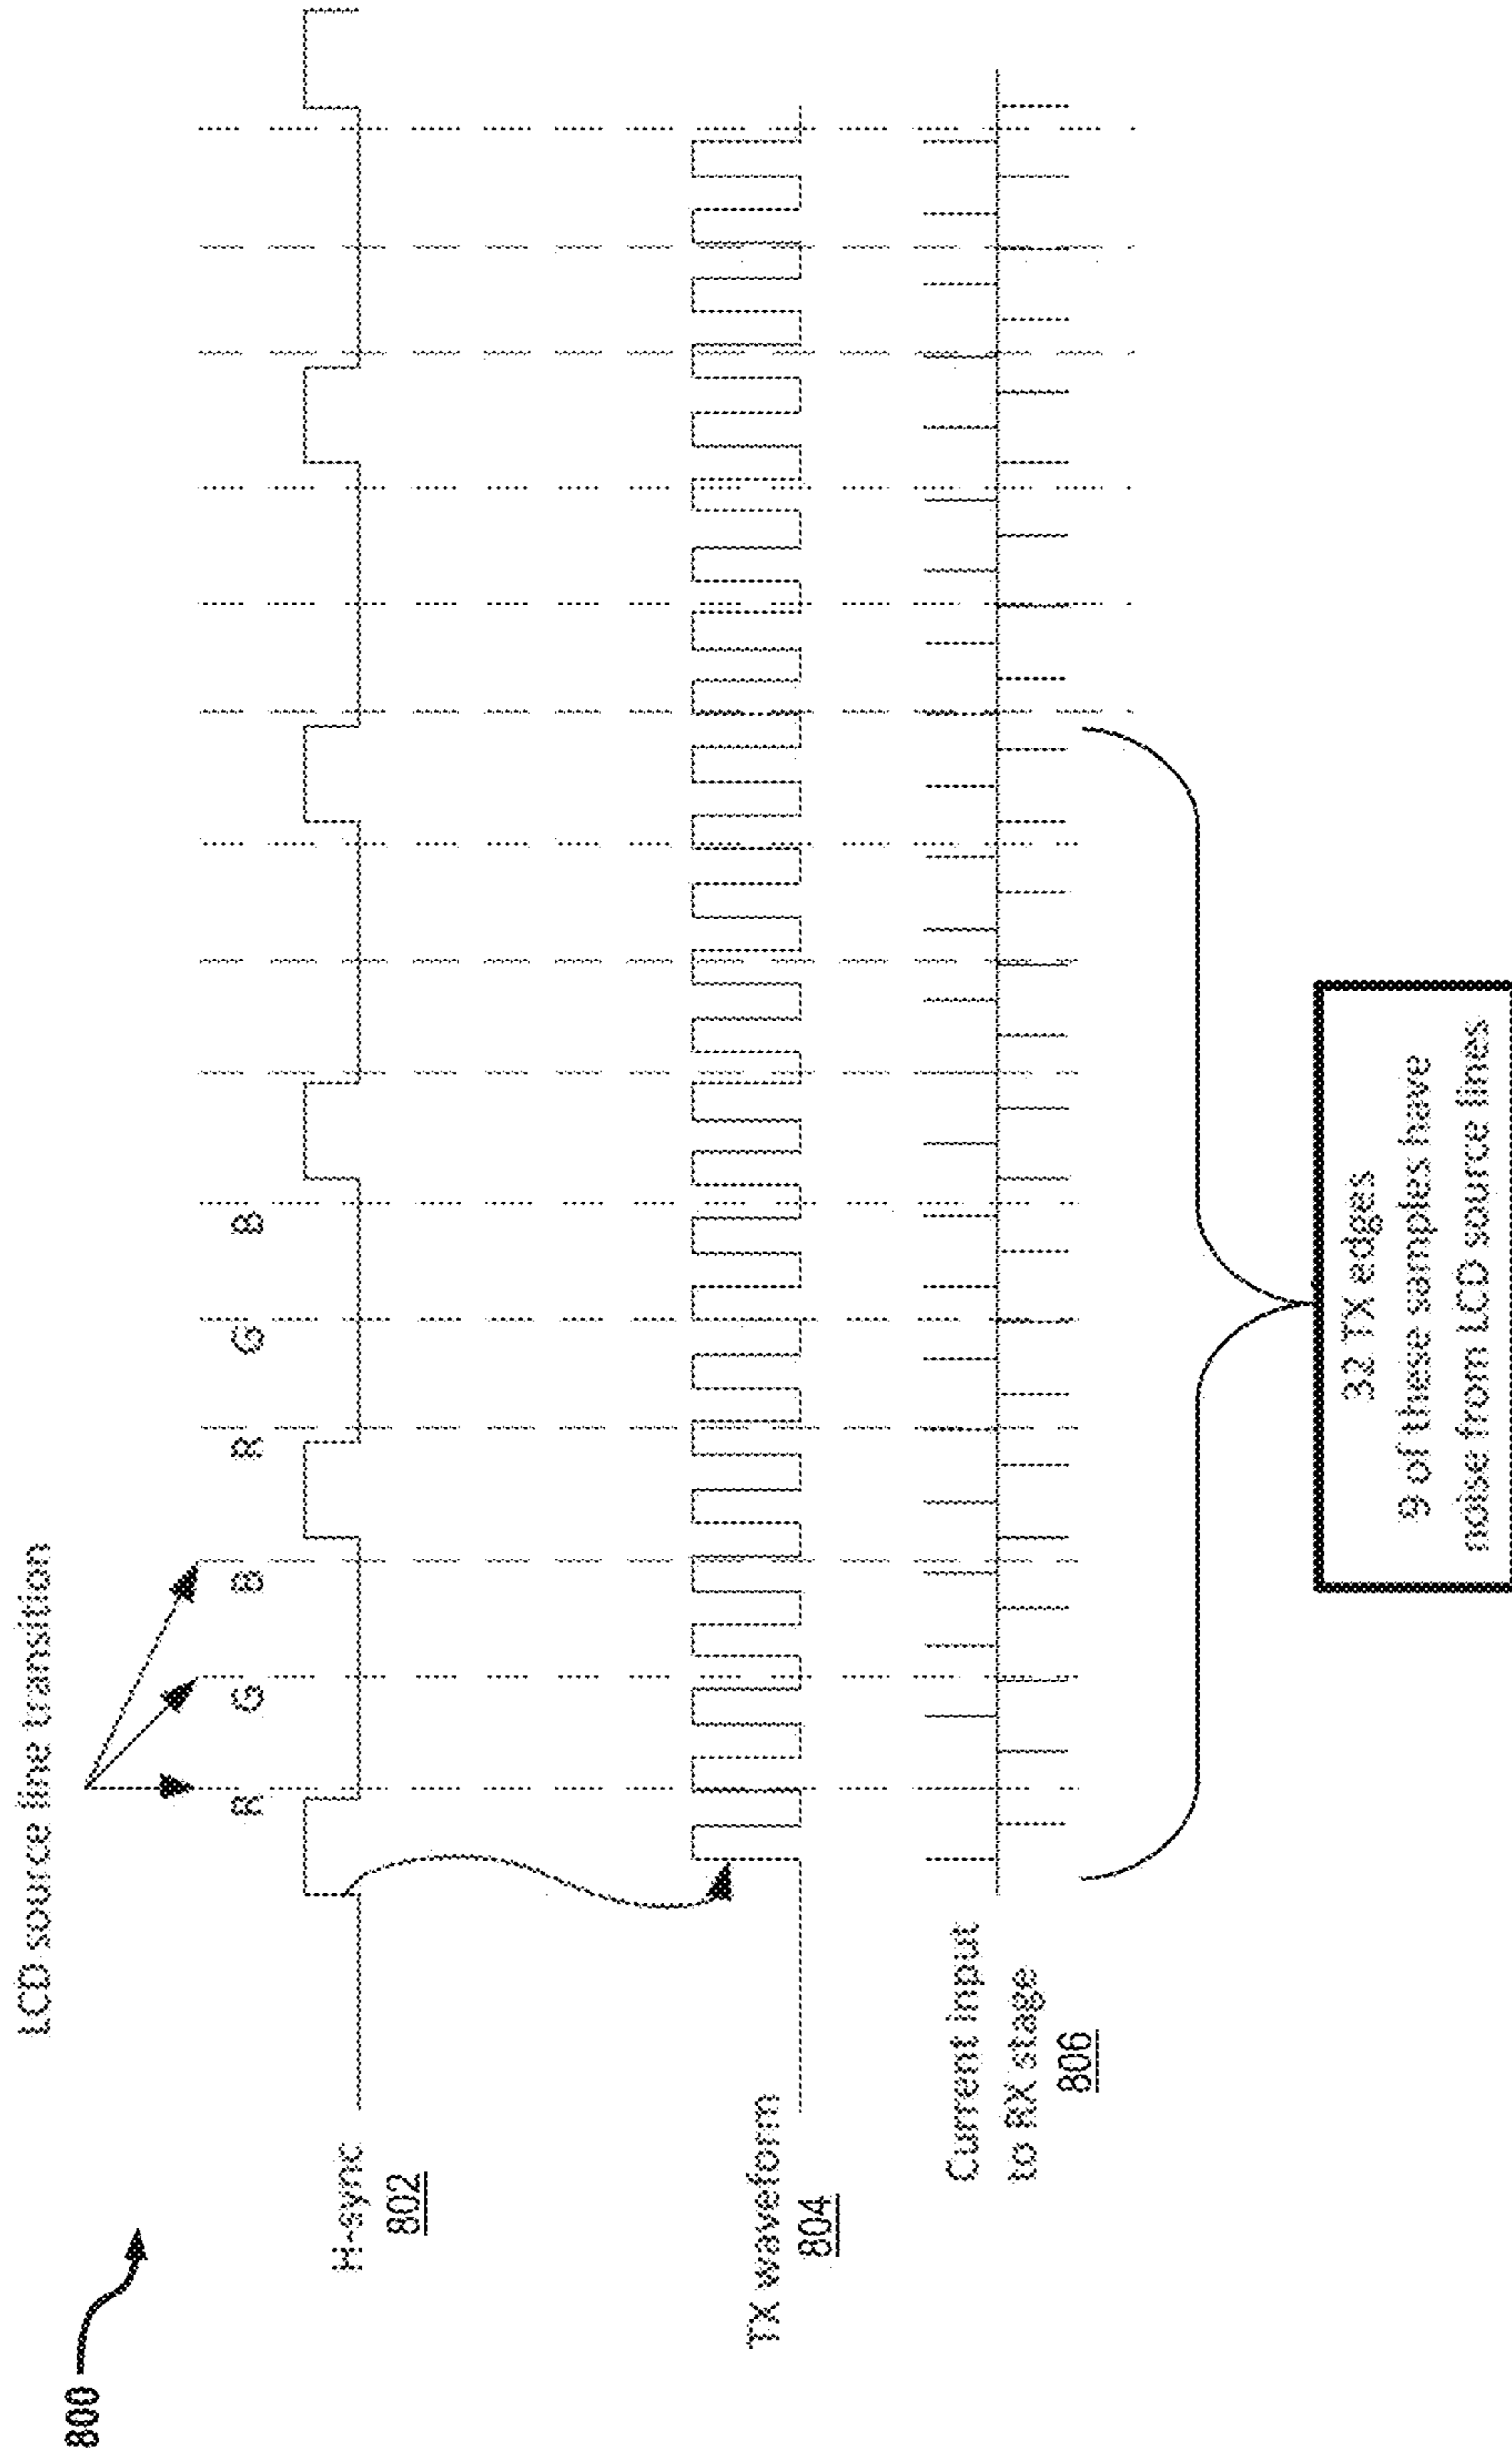 800
LCD source line transition
R G B R G B
H-sync
802
TX waveform
804
Current input
to RX stage
806
32 TX edges
9 of these samples have
noise from LCD source lines